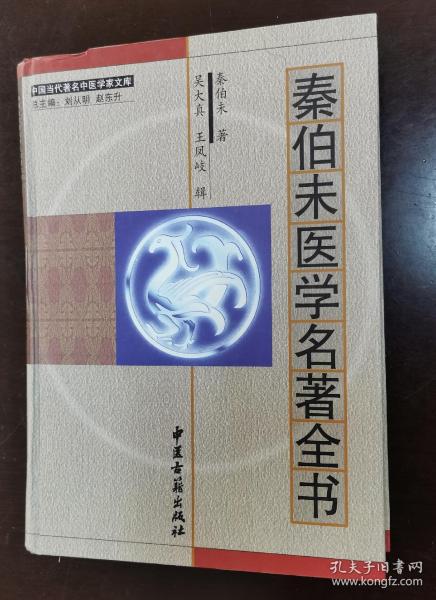 中国当代著名中医学家文库
总主编：刘从明 赵东升
秦伯未医学名著全书
秦伯未 著
吴大真 王凤岐 辑
中医古籍出版社
孔夫子旧书网
www.kongfz.com